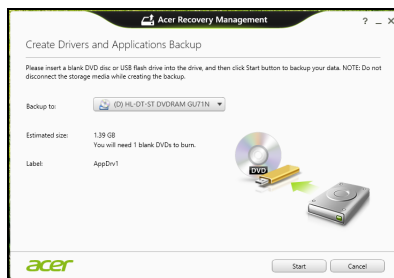 Acer Recovery Management
? _ X
Create Drivers and Applications Backup
Please insert a blank DVD disc or USB flash drive into the drive, and then click Start button to backup your data. NOTE: Do not
disconnect the storage media while creating the backup.
Backup to: (D) HL-DT-ST DVDRAM GU71N
Estimated size: 1.39 GB
You will need 1 blank DVDs to burn.
Label: AppDrv1
DVD
acer
Start Cancel